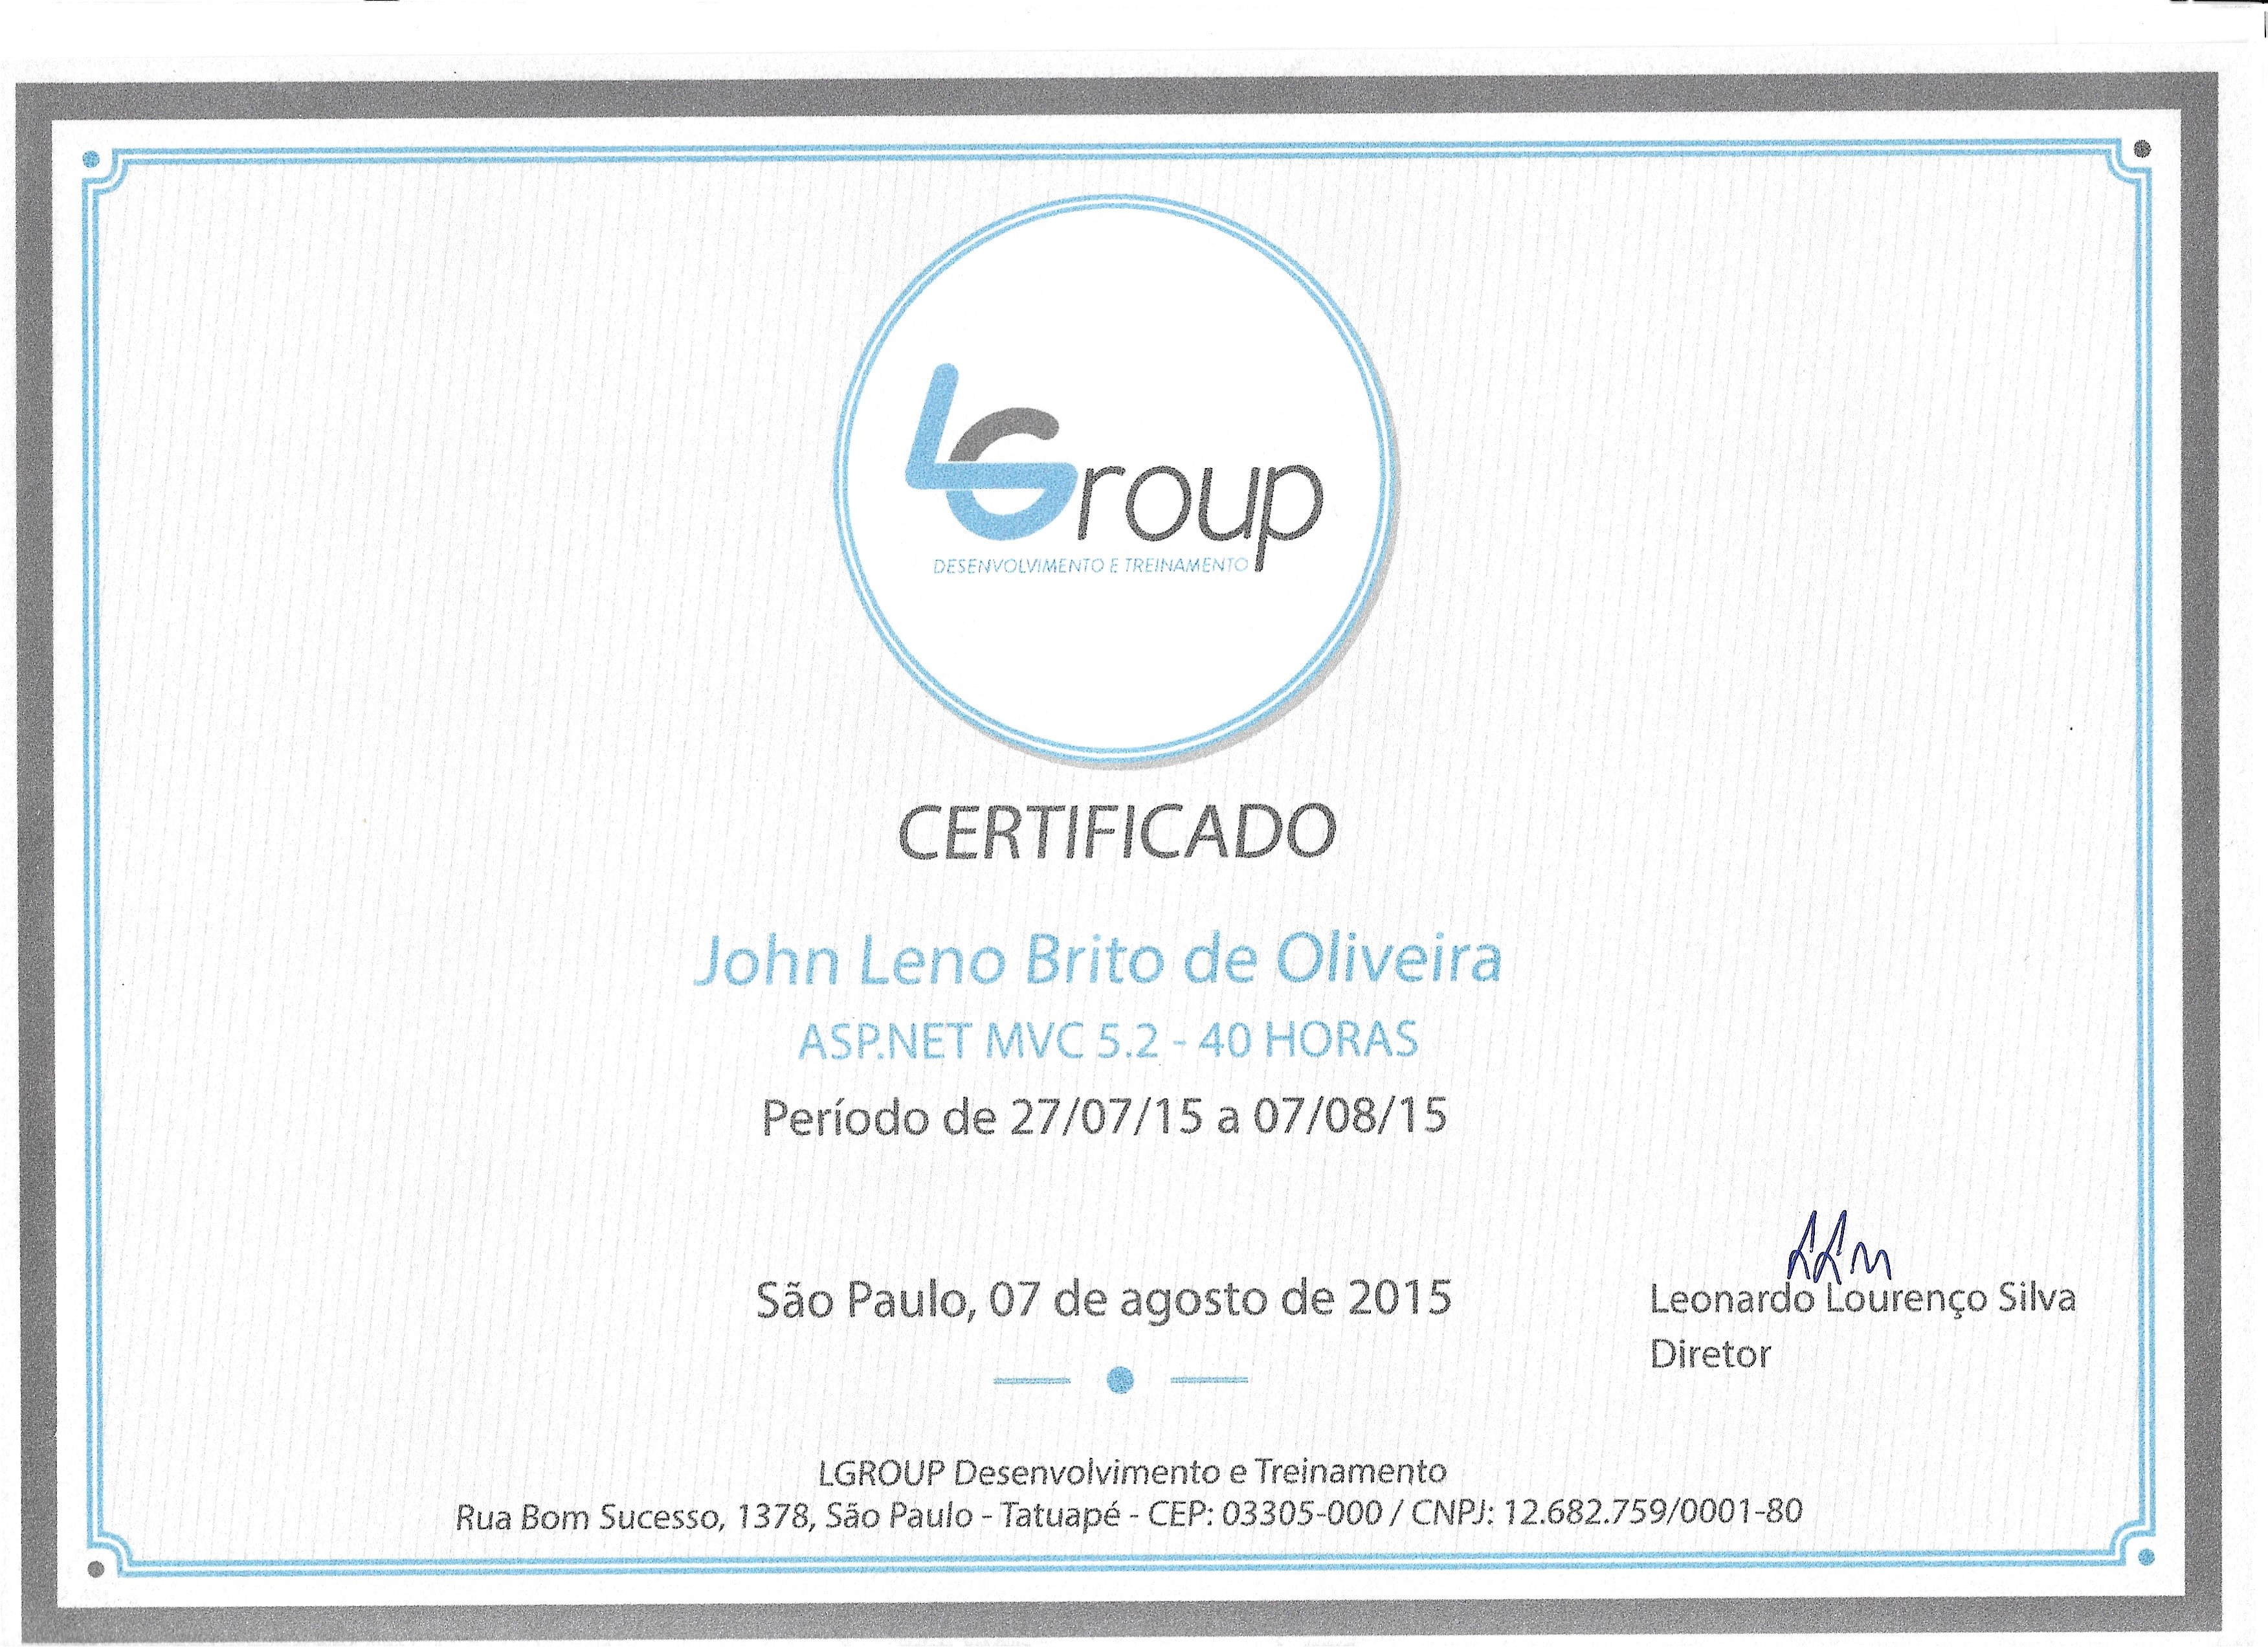 LGroup
DESENVOLVIMENTO E TREINAMENTO
CERTIFICADO
John Leno Brito de Oliveira
ASP.NET MVC 5.2 - 40 HORAS
Período de 27/07/15 a 07/08/15
São Paulo, 07 de agosto de 2015
Leonardo Lourenço Silva
Diretor
LGROUP Desenvolvimento e Treinamento
Rua Bom Sucesso, 1378, São Paulo - Tatuapé - CEP: 03305-000 / CNPJ: 12.682.759/0001-80